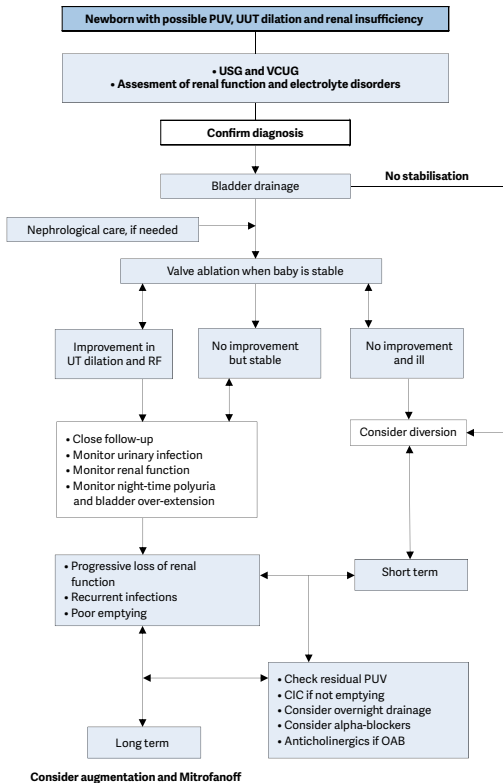 Newborn with possible PUV, UUT dilation and renal insufficiency
• USG and VCUG
• Assesment of renal function and electrolyte disorders
Confirm diagnosis
No stabilisation
Bladder drainage
Nephrological care, if needed
Valve ablation when baby is stable
Improvement in
UT dilation and RF
No improvement
but stable
No improvement
and ill
• Close follow-up
• Monitor urinary infection
• Monitor renal function
• Monitor night-time polyuria
and bladder over-extension
Consider diversion
• Progressive loss of renal
function
• Recurrent infections
• Poor emptying
Short term
• Check residual PUV
• CIC if not emptying
• Consider overnight drainage
• Consider alpha-blockers
• Anticholinergics if OAB
Long term
Consider augmentation and Mitrofanoff